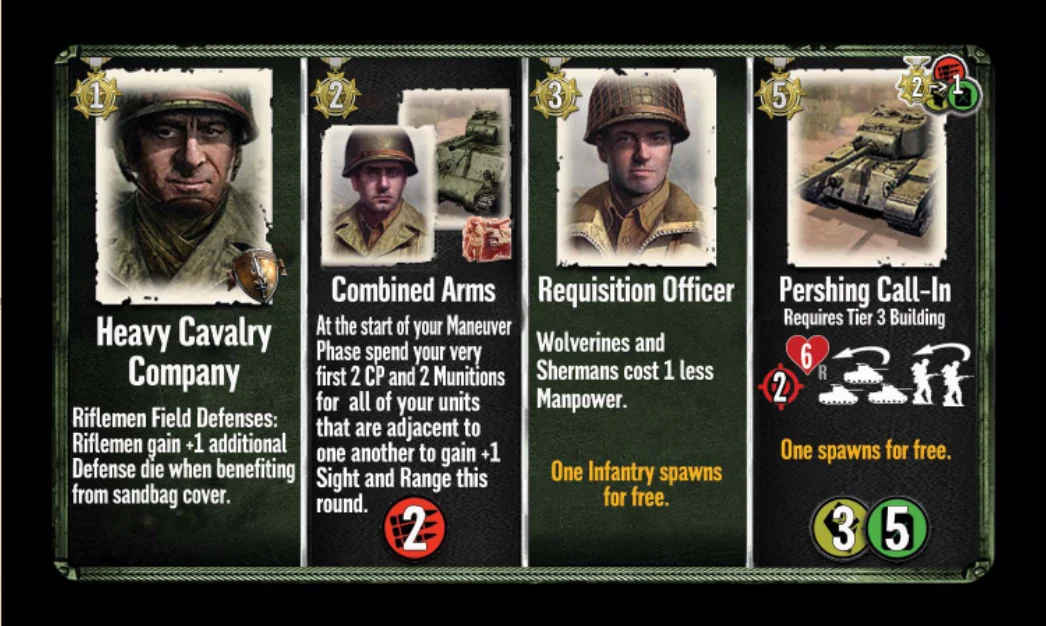 1
Heavy Cavalry
Company
Riflemen Field Defenses:
Riflemen gain +1 additional
Defense die when benefiting
from sandbag cover.
2
Combined Arms
At the start of your Maneuver
Phase spend your very
first 2 CP and 2 Munitions
for all of your units
that are adjacent to
one another to gain +1
Sight and Range this
round.
2
3
Requisition Officer
Wolverines and
Shermans cost 1 less
Manpower.
One Infantry spawns
for free.
5
2 -> 1
Pershing Call-In
Requires Tier 3 Building
6
2
R
One spawns for free.
3 5